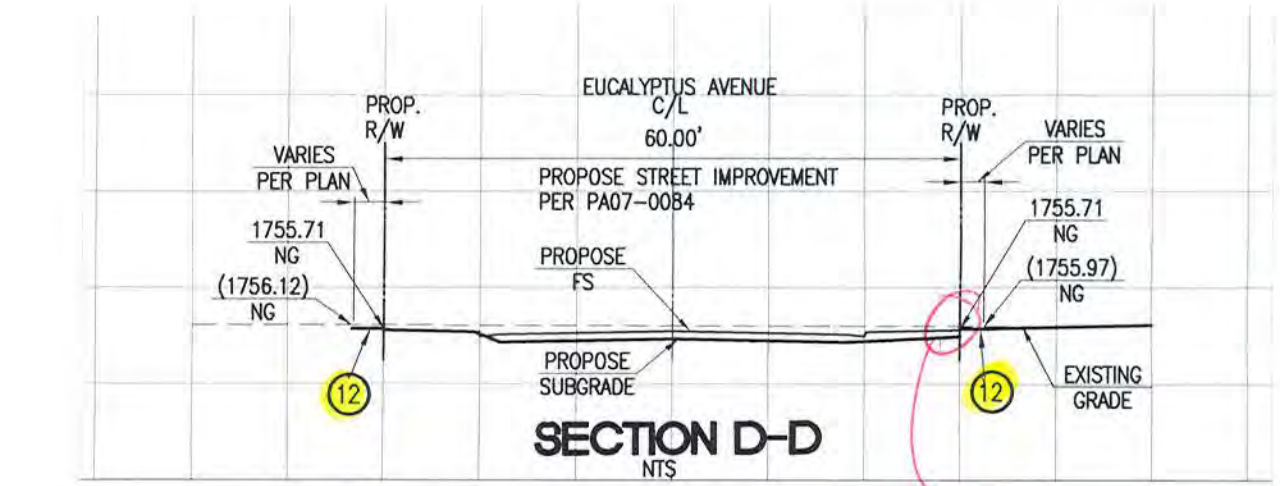 EUCALYPTUS AVENUE
C/L
60.00'
PROP.
R/W
PROP.
R/W
VARIES
PER PLAN
VARIES
PER PLAN
PROPOSE STREET IMPROVEMENT
PER PA07-0084
1755.71
NG
1755.71
NG
(1756.12)
NG
PROPOSE
FS
(1755.97)
NG
PROPOSE
SUBGRADE
12
12
EXISTING
GRADE
SECTION D-D
NTS